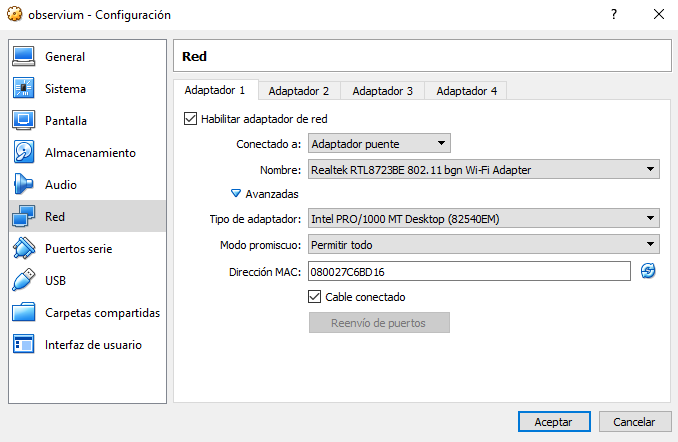 observium - Configuración
?
General
Sistema
Pantalla
Almacenamiento
Audio
Red
Puertos serie
USB
Carpetas compartidas
Interfaz de usuario
Red
Adaptador 1
Adaptador 2
Adaptador 3
Adaptador 4
Habilitar adaptador de red
Conectado a: Adaptador puente
Nombre: Realtek RTL8723BE 802.11 bgn Wi-Fi Adapter
Avanzadas
Tipo de adaptador: Intel PRO/1000 MT Desktop (82540EM)
Modo promiscuo: Permitir todo
Dirección MAC: 080027C6BD16
Cable conectado
Reenvío de puertos
Aceptar
Cancelar